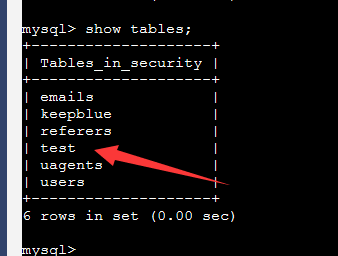 mysql> show tables;
+--------------------+
| Tables_in_security |
+--------------------+
| emails             |
| keepblue           |
| referers           |
| test               |
| uagents            |
| users              |
+--------------------+
6 rows in set (0.00 sec)
mysql>